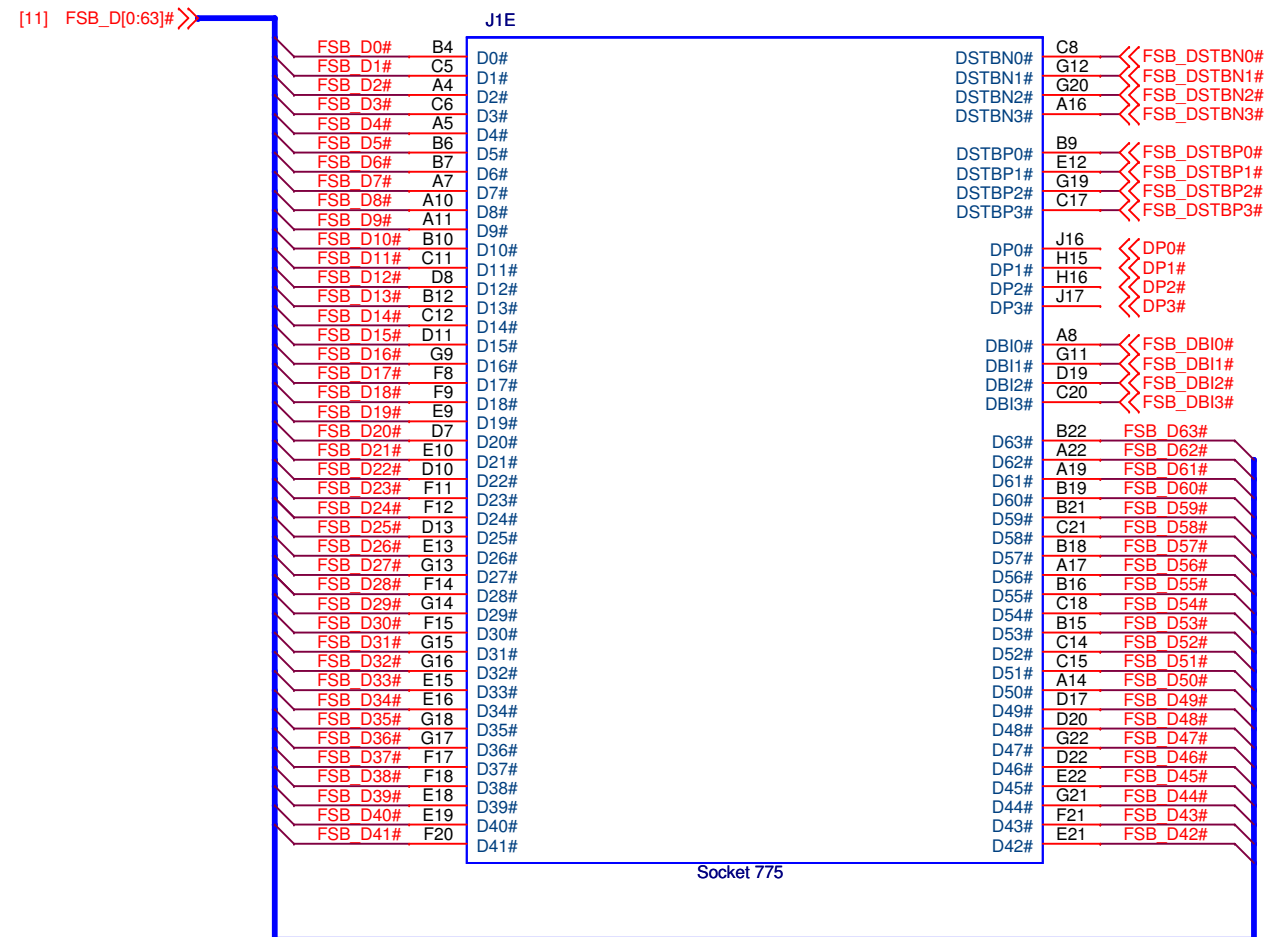 [11] FSB_D[0:63]#
J1E
FSB_D0# B4 D0#
FSB_D1# C5 D1#
FSB_D2# A4 D2#
FSB_D3# C6 D3#
FSB_D4# A5 D4#
FSB_D5# B6 D5#
FSB_D6# B7 D6#
FSB_D7# A7 D7#
FSB_D8# A10 D8#
FSB_D9# A11 D9#
FSB_D10# B10 D10#
FSB_D11# C11 D11#
FSB_D12# D8 D12#
FSB_D13# B12 D13#
FSB_D14# C12 D14#
FSB_D15# D11 D15#
FSB_D16# G9 D16#
FSB_D17# F8 D17#
FSB_D18# F9 D18#
FSB_D19# E9 D19#
FSB_D20# D7 D20#
FSB_D21# E10 D21#
FSB_D22# D10 D22#
FSB_D23# F11 D23#
FSB_D24# F12 D24#
FSB_D25# D13 D25#
FSB_D26# E13 D26#
FSB_D27# G13 D27#
FSB_D28# F14 D28#
FSB_D29# G14 D29#
FSB_D30# F15 D30#
FSB_D31# G15 D31#
FSB_D32# G16 D32#
FSB_D33# E15 D33#
FSB_D34# E16 D34#
FSB_D35# G18 D35#
FSB_D36# G17 D36#
FSB_D37# F17 D37#
FSB_D38# F18 D38#
FSB_D39# E18 D39#
FSB_D40# E19 D40#
FSB_D41# F20 D41#
DSTBN0# C8 FSB_DSTBN0#
DSTBN1# G12 FSB_DSTBN1#
DSTBN2# G20 FSB_DSTBN2#
DSTBN3# A16 FSB_DSTBN3#
DSTBP0# B9 FSB_DSTBP0#
DSTBP1# E12 FSB_DSTBP1#
DSTBP2# G19 FSB_DSTBP2#
DSTBP3# C17 FSB_DSTBP3#
DP0# J16 DP0#
DP1# H15 DP1#
DP2# H16 DP2#
DP3# J17 DP3#
DBI0# A8 FSB_DBI0#
DBI1# G11 FSB_DBI1#
DBI2# D19 FSB_DBI2#
DBI3# C20 FSB_DBI3#
D63# B22 FSB_D63#
D62# A22 FSB_D62#
D61# A19 FSB_D61#
D60# B19 FSB_D60#
D59# B21 FSB_D59#
D58# C21 FSB_D58#
D57# B18 FSB_D57#
D56# A17 FSB_D56#
D55# B16 FSB_D55#
D54# C18 FSB_D54#
D53# B15 FSB_D53#
D52# C14 FSB_D52#
D51# C15 FSB_D51#
D50# A14 FSB_D50#
D49# D17 FSB_D49#
D48# D20 FSB_D48#
D47# G22 FSB_D47#
D46# D22 FSB_D46#
D45# E22 FSB_D45#
D44# G21 FSB_D44#
D43# F21 FSB_D43#
D42# E21 FSB_D42#
Socket 775